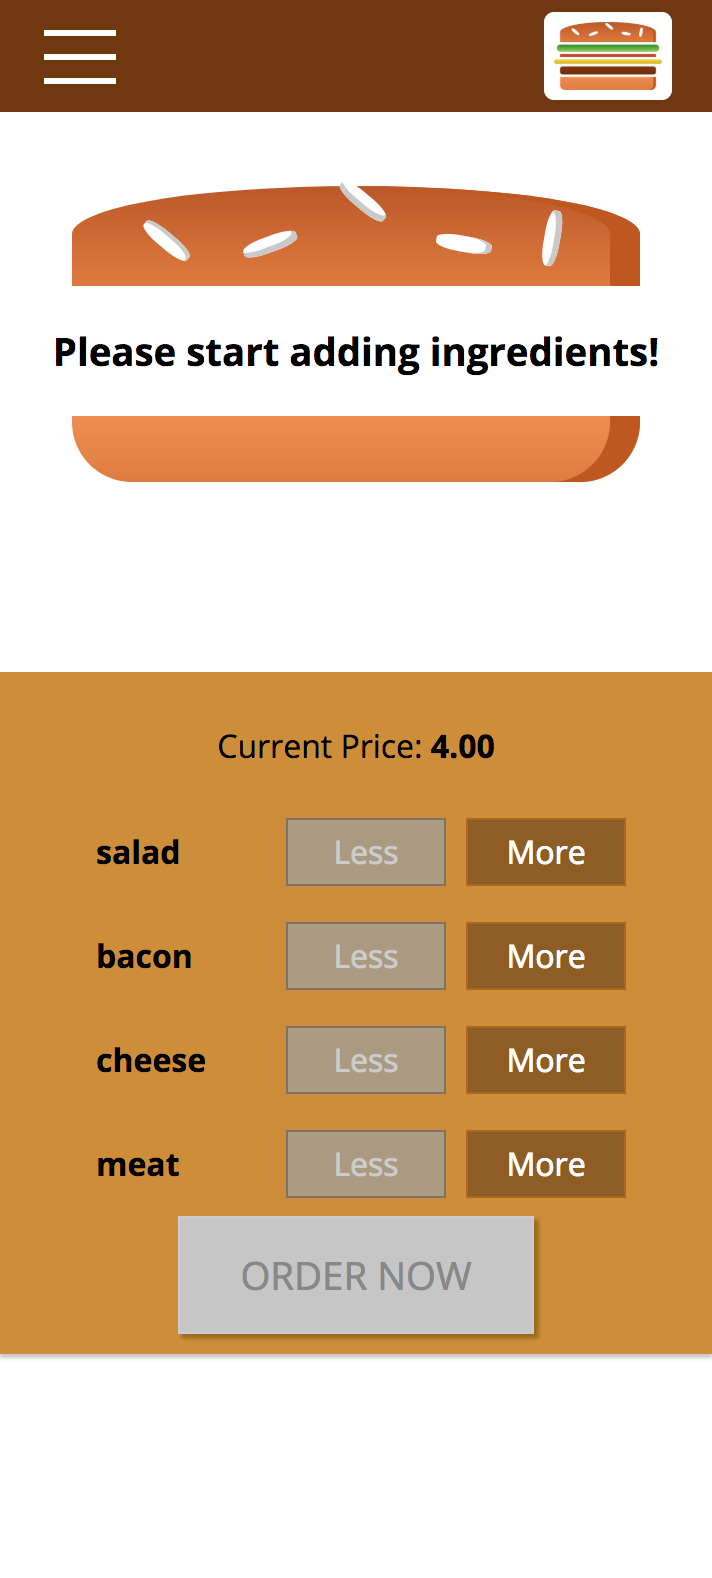 Please start adding ingredients!
Current Price: 4.00
salad Less More
bacon Less More
cheese Less More
meat Less More
ORDER NOW